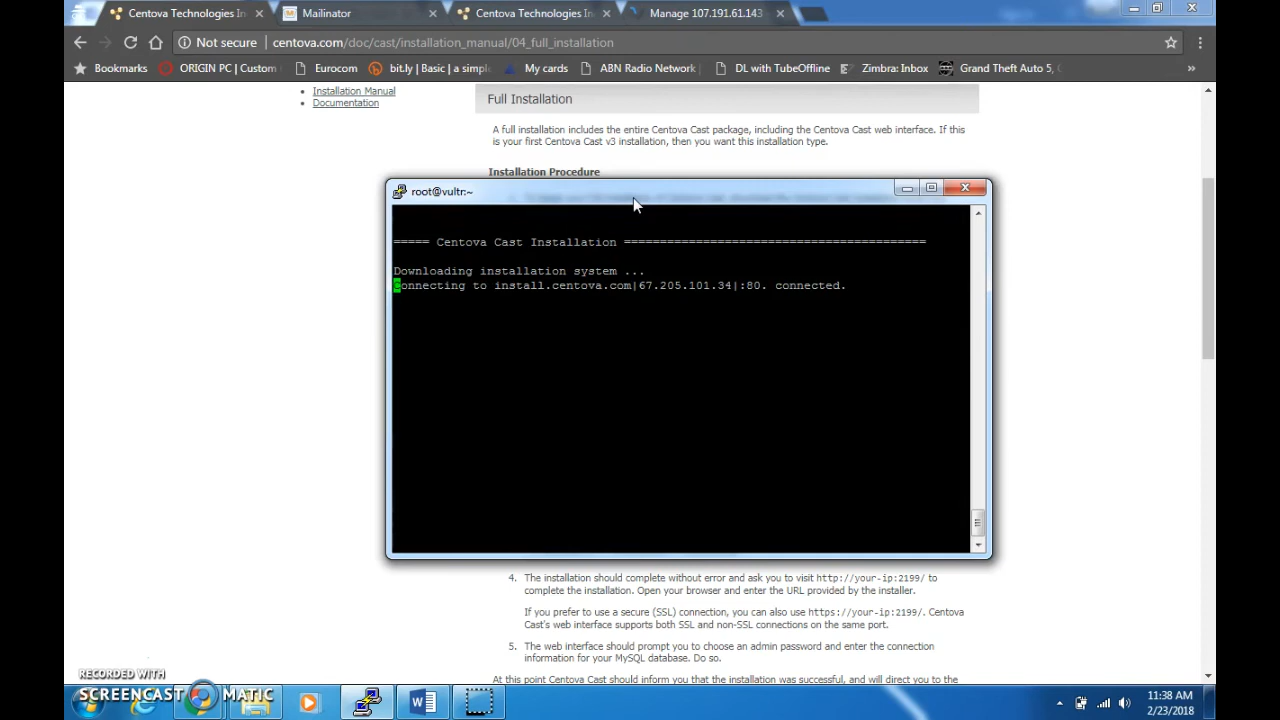 Centova Technologies In
Mailinator
Centova Technologies In
Manage 107.191.61.143
Not secure
centova.com/doc/cast/installation_manual/04_full_installation
Bookmarks
ORIGIN PC | Custom
Eurocom
bit.ly | Basic | a simple
My cards
ABN Radio Network
DL with TubeOffline
Zimbra: Inbox
Grand Theft Auto 5,
»
Installation Manual
Documentation
Full Installation
A full installation includes the entire Centova Cast package, including the Centova Cast web interface. If this
is your first Centova Cast v3 installation, then you want this installation type.
Installation Procedure
root@vultr:~
===== Centova Cast Installation ==========================================
Downloading installation system ...
Connecting to install.centova.com|67.205.101.34|:80. connected.
4. The installation should complete without error and ask you to visit http://your-ip:2199/ to
complete the installation. Open your browser and enter the URL provided by the installer.
If you prefer to use a secure (SSL) connection, you can also use https://your-ip:2199/. Centova
Cast's web interface supports both SSL and non-SSL connections on the same port.
5. The web interface should prompt you to choose an admin password and enter the connection
information for your MySQL database. Do so.
At this point Centova Cast should inform you that the installation was successful, and will direct you to the
RECORDED WITH
SCREENCAST MATIC
11:38 AM
2/23/2018